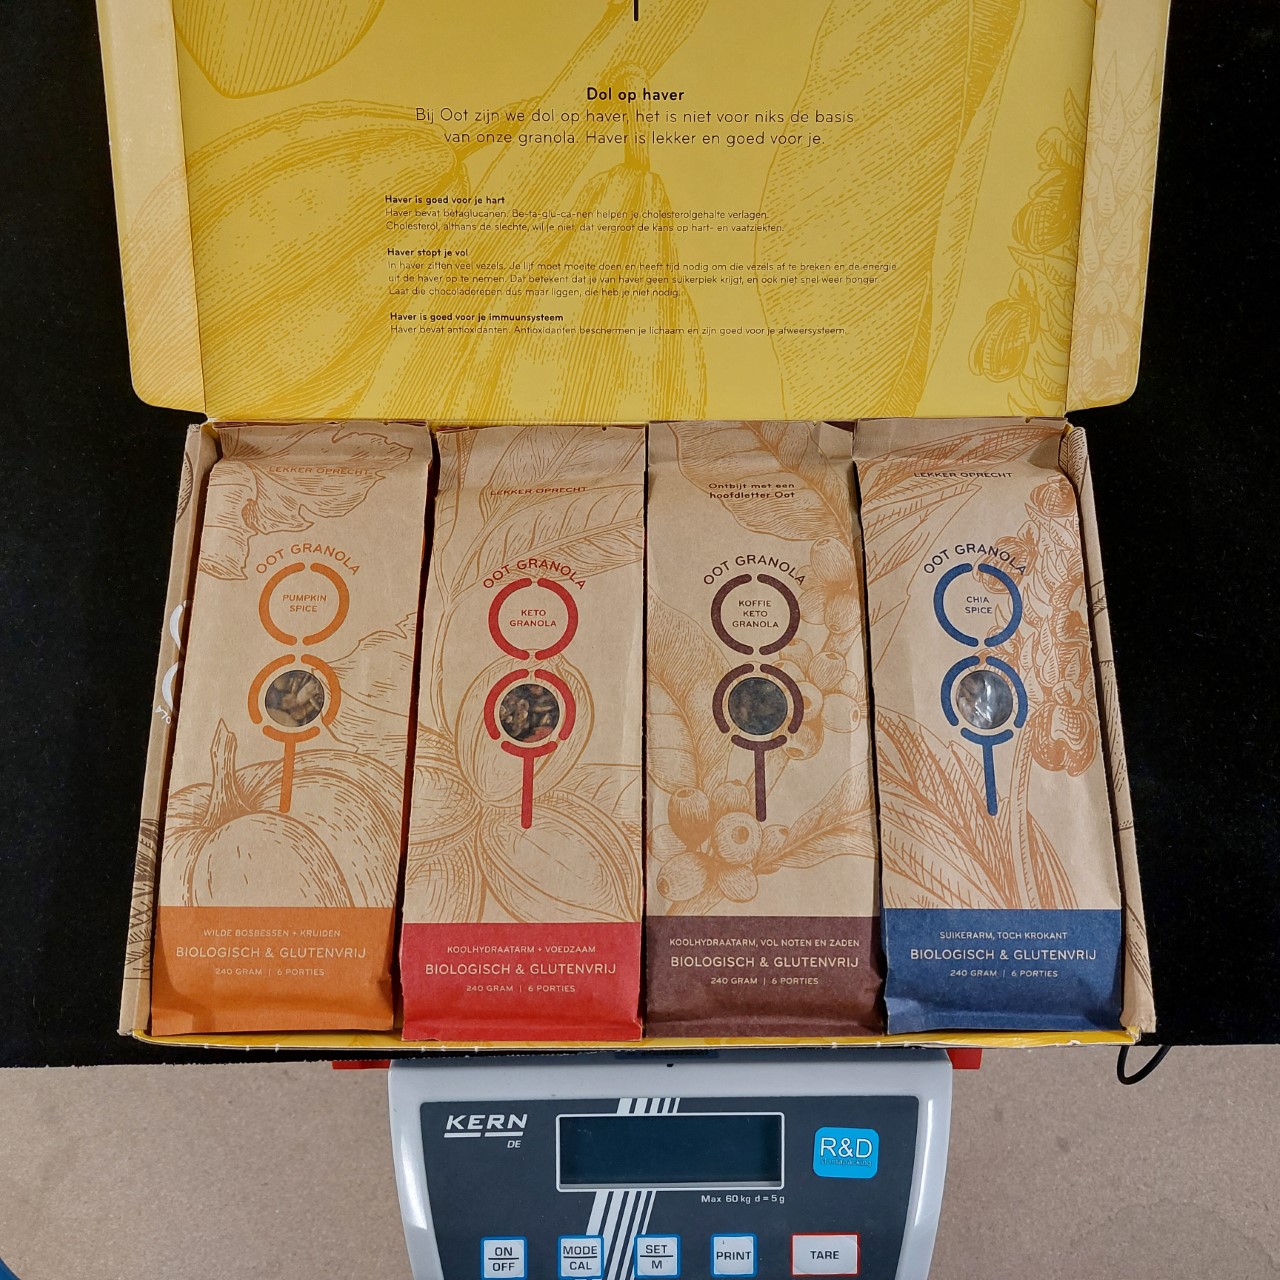 Dol op haver
Bij Oot zijn we dol op haver, het is niet voor niks de basis
van onze granola. Haver is lekker en goed voor je.
Haver is goed voor je hart
Haver bevat bètaglucanen. Be-ta-glu-ca-nen helpen je cholesterolgehalte verlagen.
Cholesterol, althans de slechte, wil je niet, dat vergroot de kans op hart- en vaatziekten.
Haver stopt je vol
In haver zitten veel vezels. Je lijf moet moeite doen en heeft tijd nodig om die vezels af te breken en de energie
uit de haver op te nemen. Dat betekent dat je van haver geen suikerpiek krijgt, en ook niet snel weer honger.
Laat die chocoladerepen dus maar liggen, die heb je niet nodig.
Haver is goed voor je immuunsysteem
Haver bevat antioxidanten. Antioxidanten beschermen je lichaam en zijn goed voor je afweersysteem.
LEKKER OPRECHT
OOT GRANOLA
PUMPKIN
SPICE
WILDE BOSBESSEN + KRUIDEN
BIOLOGISCH & GLUTENVRIJ
240 GRAM | 6 PORTIES
LEKKER OPRECHT
OOT GRANOLA
KETO
GRANOLA
KOOLHYDRAATARM + VOEDZAAM
BIOLOGISCH & GLUTENVRIJ
240 GRAM | 6 PORTIES
Ontbijt met een
hoofdletter Oot
OOT GRANOLA
KOFFIE
KETO
GRANOLA
KOOLHYDRAATARM, VOL NOTEN EN ZADEN
BIOLOGISCH & GLUTENVRIJ
240 GRAM | 6 PORTIES
LEKKER OPRECHT
OOT GRANOLA
CHIA
SPICE
SUIKERARM, TOCH KROKANT
BIOLOGISCH & GLUTENVRIJ
240 GRAM | 6 PORTIES
KERN
DE
R&D
Max 60 kg d = 5 g
ON
OFF
MODE
CAL
SET
M
PRINT
TARE